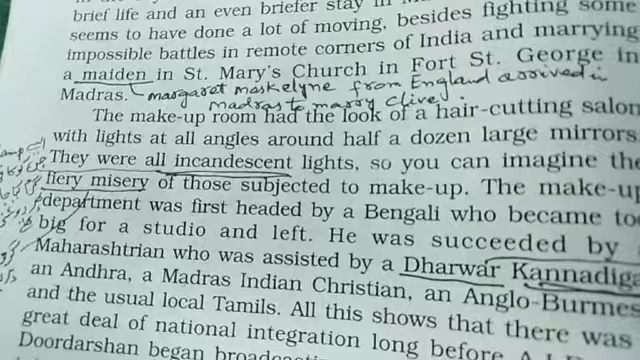 brief life and an even briefer stay in
seems to have done a lot of moving, besides fighting some
impossible battles in remote corners of India and marrying
a maiden in St. Mary's Church in Fort St. George in
Madras. margaret maskelyne from England arrived in
madras to marry Clive.
The make-up room had the look of a hair-cutting salon
with lights at all angles around half a dozen large mirrors.
They were all incandescent lights, so you can imagine the
fiery misery of those subjected to make-up. The make-up
department was first headed by a Bengali who became too
big for a studio and left. He was succeeded by
Maharashtrian who was assisted by a Dharwar Kannadiga
an Andhra, a Madras Indian Christian, an Anglo-Burmes
and the usual local Tamils. All this shows that there was
great deal of national integration long before
Doordarshan began